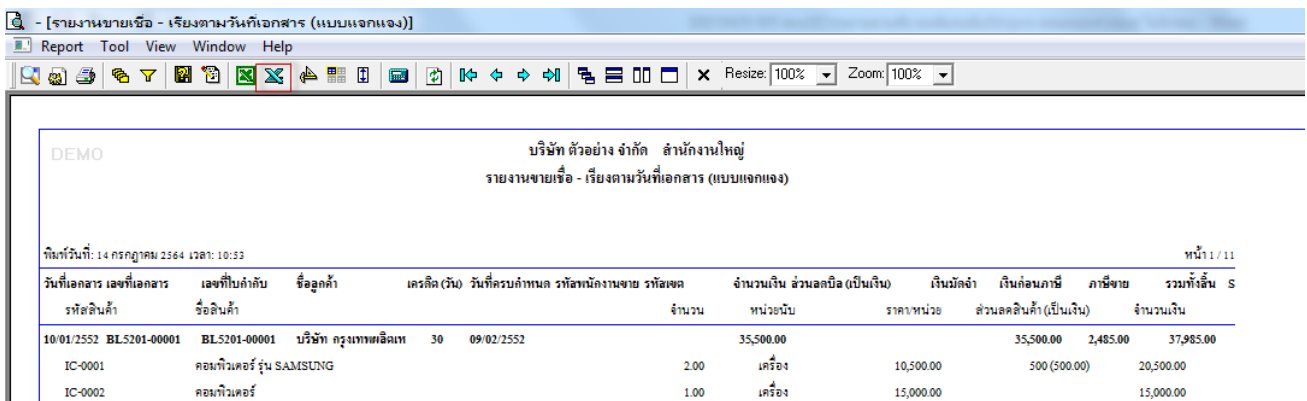 - [รายงานขายเชื่อ - เรียงตามวันที่เอกสาร (แบบแจกแจง)]
Report Tool View Window Help
Resize: 100% Zoom: 100%
DEMO
บริษัท ตัวอย่าง จำกัด สำนักงานใหญ่
รายงานขายเชื่อ - เรียงตามวันที่เอกสาร (แบบแจกแจง)
พิมพ์วันที่: 14 กรกฎาคม 2564 เวลา: 10:53 หน้า 1 / 11
วันที่เอกสาร เลขที่เอกสาร เลขที่ใบกำกับ ชื่อลูกค้า เครดิต (วัน) วันที่ครบกำหนด รหัสพนักงานขาย รหัสเขต จำนวนเงิน ส่วนลดบิล (เป็นเงิน) เงินมัดจำ เงินก่อนภาษี ภาษีขาย รวมทั้งสิ้น S
รหัสสินค้า ชื่อสินค้า จำนวน หน่วยนับ ราคา/หน่วย ส่วนลดสินค้า (เป็นเงิน) จำนวนเงิน
10/01/2552 BL5201-00001 BL5201-00001 บริษัท กรุงเทพผลิตเท 30 09/02/2552 35,500.00 35,500.00 2,485.00 37,985.00
IC-0001 คอมพิวเตอร์ รุ่น SAMSUNG 2.00 เครื่อง 10,500.00 500 (500.00) 20,500.00
IC-0002 คอมพิวเตอร์ 1.00 เครื่อง 15,000.00 15,000.00